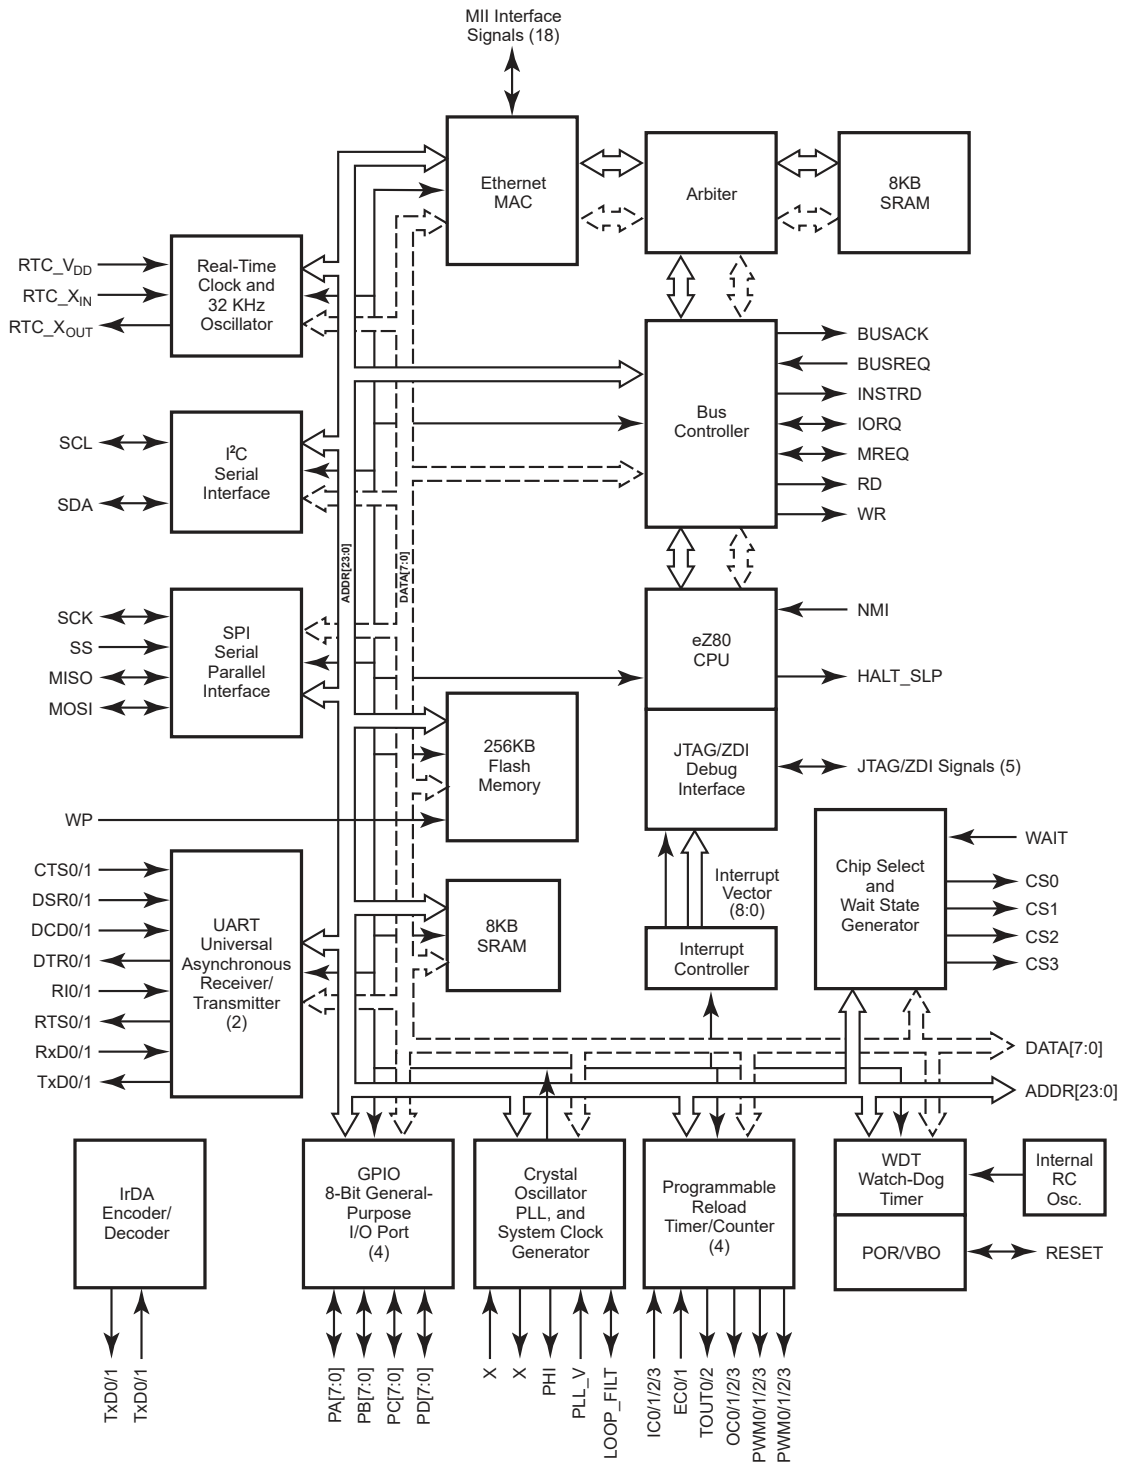 MII Interface
Signals (18)
Ethernet
MAC
Arbiter
8KB
SRAM
RTC_VDD
RTC_XIN
RTC_XOUT
Real-Time
Clock and
32 KHz
Oscillator
Bus
Controller
BUSACK
BUSREQ
INSTRD
IORQ
MREQ
RD
WR
SCL
SDA
I²C
Serial
Interface
ADDR[23:0]
DATA[7:0]
SCK
SS
MISO
MOSI
SPI
Serial
Parallel
Interface
eZ80
CPU
NMI
HALT_SLP
256KB
Flash
Memory
JTAG/ZDI
Debug
Interface
JTAG/ZDI Signals (5)
WP
CTS0/1
DSR0/1
DCD0/1
DTR0/1
RI0/1
RTS0/1
RxD0/1
TxD0/1
UART
Universal
Asynchronous
Receiver/
Transmitter
(2)
8KB
SRAM
Interrupt
Vector
(8:0)
Interrupt
Controller
Chip Select
and
Wait State
Generator
WAIT
CS0
CS1
CS2
CS3
DATA[7:0]
ADDR[23:0]
IrDA
Encoder/
Decoder
GPIO
8-Bit General-
Purpose
I/O Port
(4)
Crystal
Oscillator
PLL, and
System Clock
Generator
Programmable
Reload
Timer/Counter
(4)
WDT
Watch-Dog
Timer
POR/VBO
Internal
RC
Osc.
RESET
TxD0/1
TxD0/1
PA[7:0]
PB[7:0]
PC[7:0]
PD[7:0]
X
X
PHI
PLL_V
LOOP_FILT
IC0/1/2/3
EC0/1
TOUT0/2
OC0/1/2/3
PWM0/1/2/3
PWM0/1/2/3